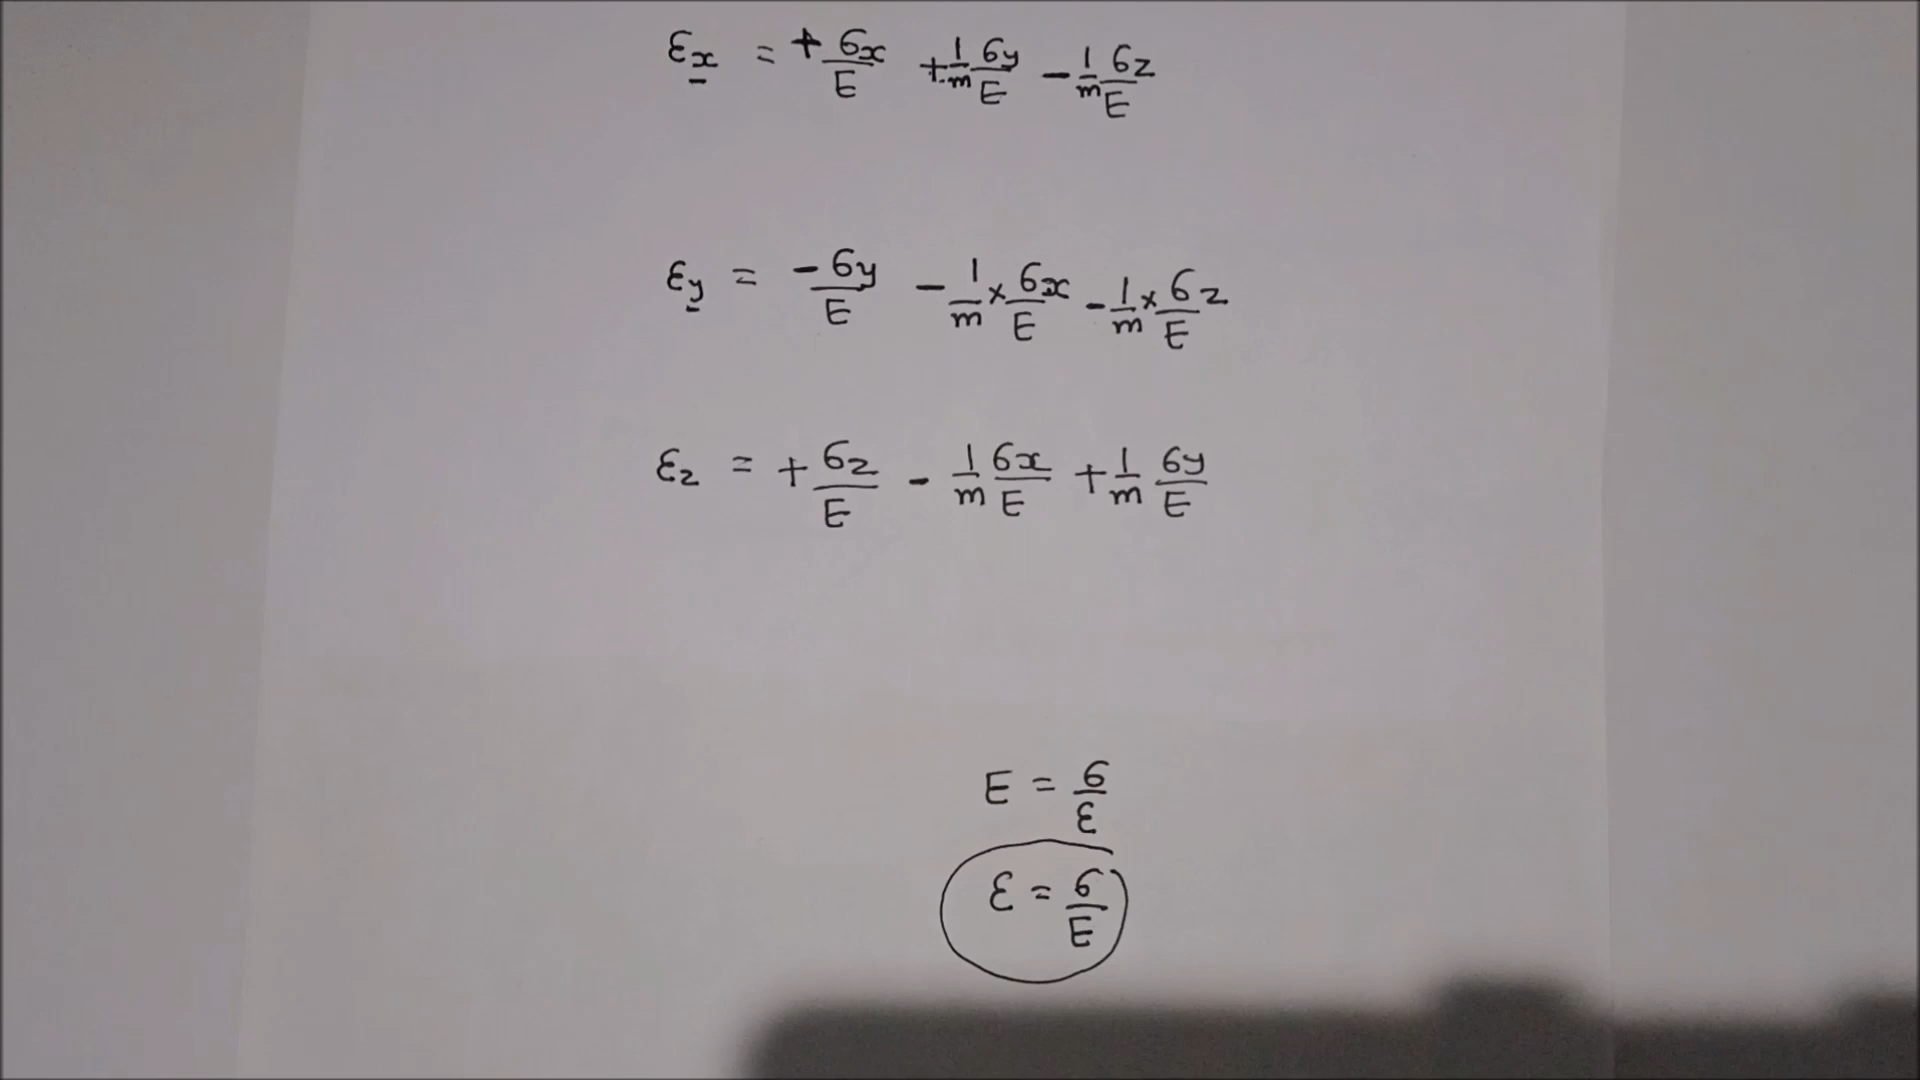 εx = + σx/E + 1/m σy/E − 1/m σz/E
εy = − σy/E − 1/m × σx/E − 1/m × σz/E
εz = + σz/E − 1/m σx/E + 1/m σy/E
E = σ/ε
ε = σ/E